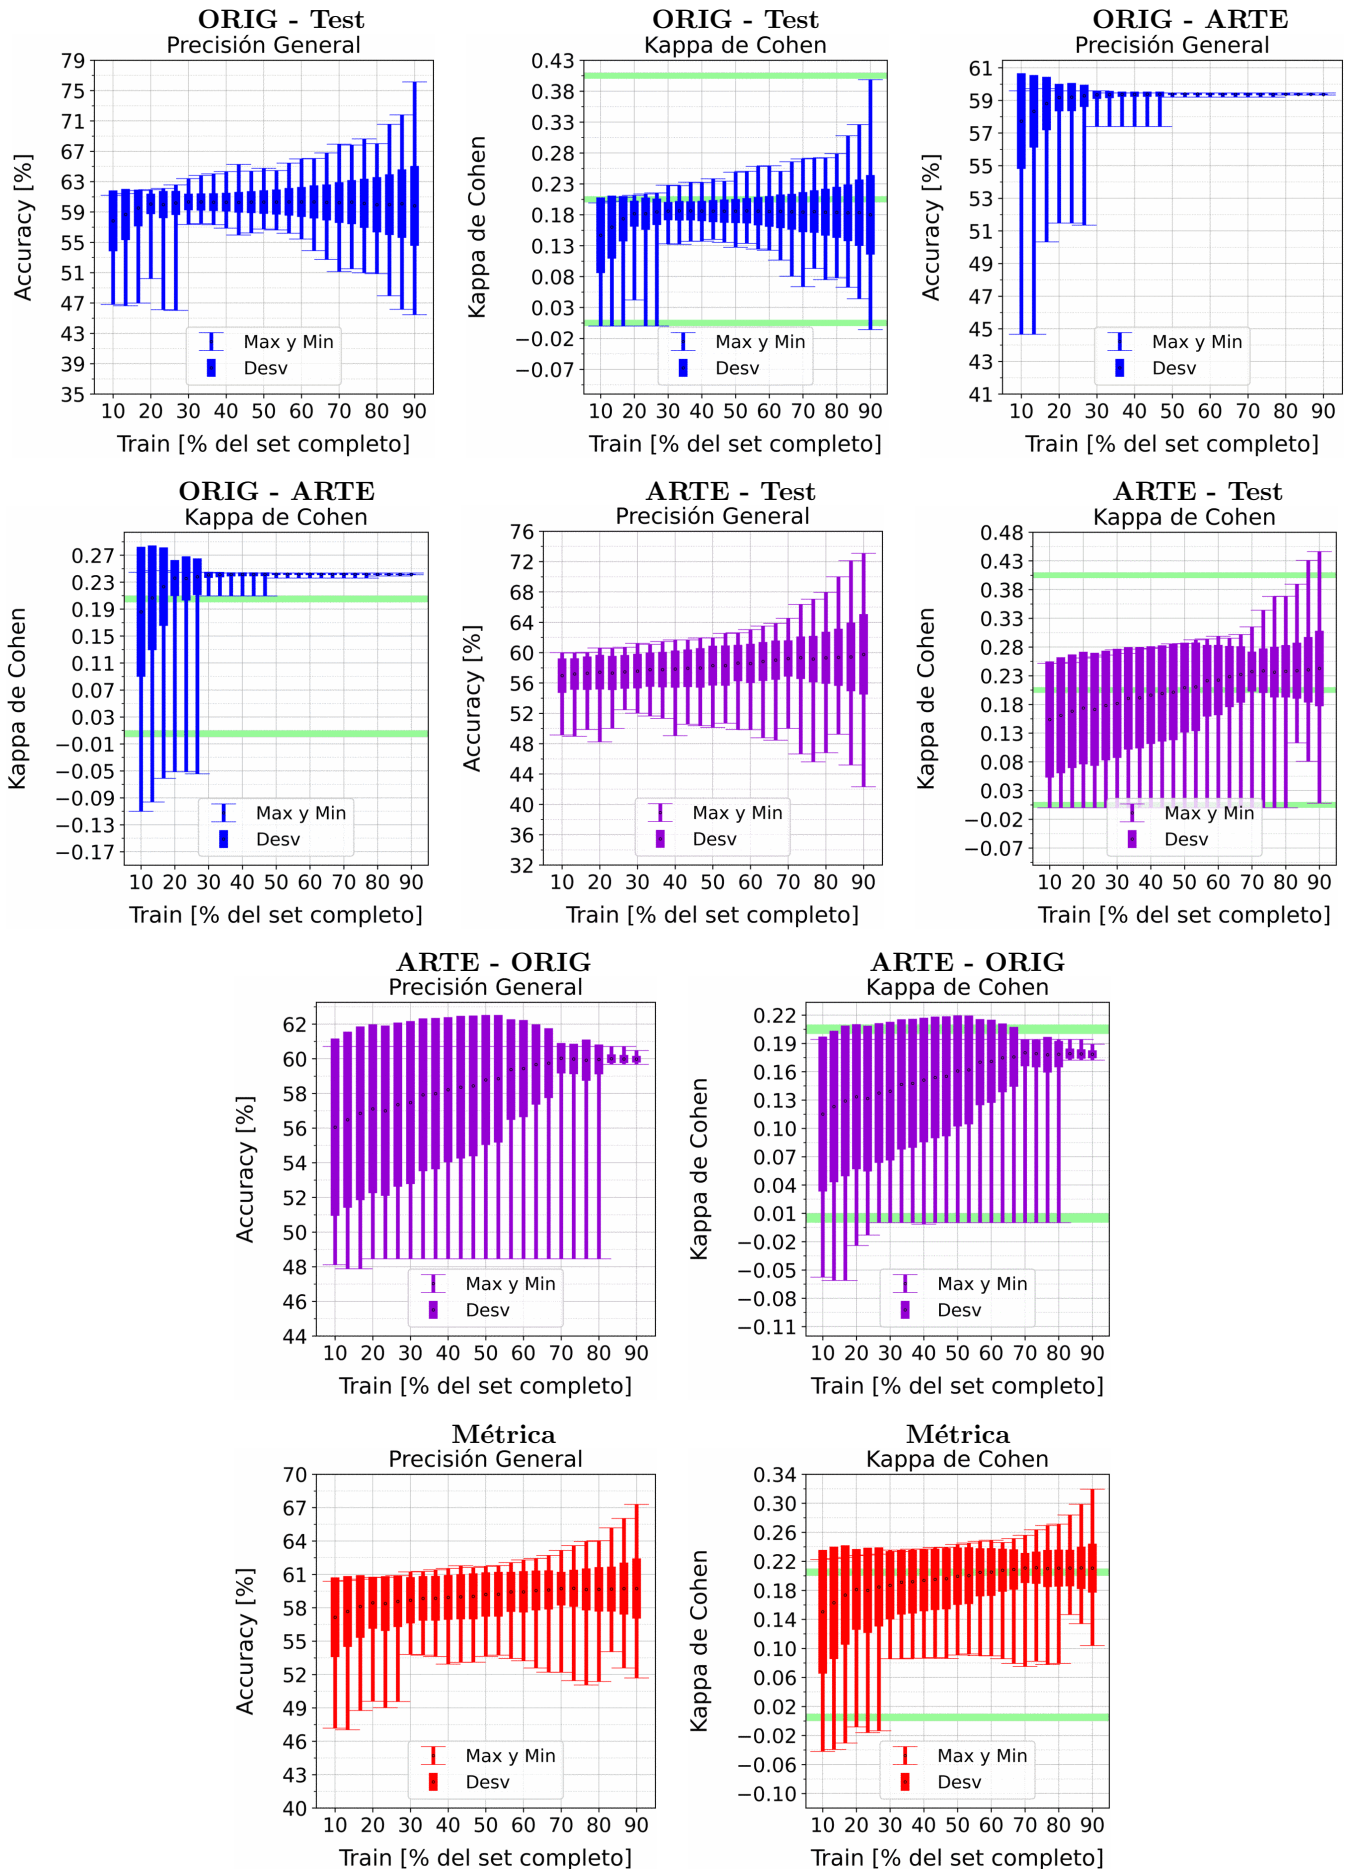 ORIG - Test
Precisión General
79
75
71
67
63
59
55
51
47
43
39
35
Accuracy [%]
Max y Min
Desv
10 20 30 40 50 60 70 80 90
Train [% del set completo]
ORIG - Test
Kappa de Cohen
0.43
0.38
0.33
0.28
0.23
0.18
0.13
0.08
0.03
−0.02
−0.07
Kappa de Cohen
Max y Min
Desv
10 20 30 40 50 60 70 80 90
Train [% del set completo]
ORIG - ARTE
Precisión General
61
59
57
55
53
51
49
47
45
43
41
Accuracy [%]
Max y Min
Desv
10 20 30 40 50 60 70 80 90
Train [% del set completo]
ORIG - ARTE
Kappa de Cohen
0.27
0.23
0.19
0.15
0.11
0.07
0.03
−0.01
−0.05
−0.09
−0.13
−0.17
Kappa de Cohen
Max y Min
Desv
10 20 30 40 50 60 70 80 90
Train [% del set completo]
ARTE - Test
Precisión General
76
72
68
64
60
56
52
48
44
40
36
32
Accuracy [%]
Max y Min
Desv
10 20 30 40 50 60 70 80 90
Train [% del set completo]
ARTE - Test
Kappa de Cohen
0.48
0.43
0.38
0.33
0.28
0.23
0.18
0.13
0.08
0.03
−0.02
−0.07
Kappa de Cohen
Max y Min
Desv
10 20 30 40 50 60 70 80 90
Train [% del set completo]
ARTE - ORIG
Precisión General
62
60
58
56
54
52
50
48
46
44
Accuracy [%]
Max y Min
Desv
10 20 30 40 50 60 70 80 90
Train [% del set completo]
ARTE - ORIG
Kappa de Cohen
0.22
0.19
0.16
0.13
0.10
0.07
0.04
0.01
−0.02
−0.05
−0.08
−0.11
Kappa de Cohen
Max y Min
Desv
10 20 30 40 50 60 70 80 90
Train [% del set completo]
Métrica
Precisión General
70
67
64
61
58
55
52
49
46
43
40
Accuracy [%]
Max y Min
Desv
10 20 30 40 50 60 70 80 90
Train [% del set completo]
Métrica
Kappa de Cohen
0.34
0.30
0.26
0.22
0.18
0.14
0.10
0.06
0.02
−0.02
−0.06
−0.10
Kappa de Cohen
Max y Min
Desv
10 20 30 40 50 60 70 80 90
Train [% del set completo]